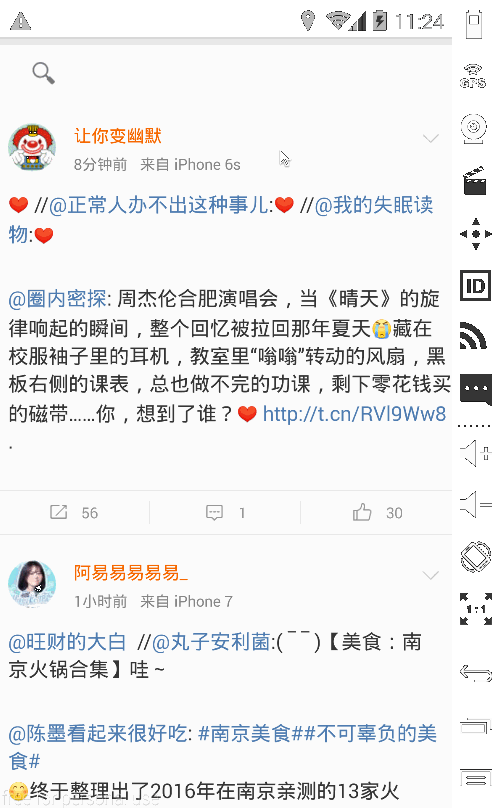 11:24
GPS
让你变幽默
8分钟前 来自 iPhone 6s
❤ //@正常人办不出这种事儿:❤ //@我的失眠读
物:❤
ID
@圈内密探: 周杰伦合肥演唱会，当《晴天》的旋
律响起的瞬间，整个回忆被拉回那年夏天😭藏在
校服袖子里的耳机，教室里“嗡嗡”转动的风扇，黑
板右侧的课表，总也做不完的功课，剩下零花钱买
的磁带……你，想到了谁？❤ http://t.cn/RVl9Ww8
.
56 1 30
阿易易易易易_
1小时前 来自 iPhone 7
1:1
@旺财的大白 //@丸子安利菌:(￣￣)【美食：南
京火锅合集】哇～
@陈墨看起来很好吃: #南京美食##不可辜负的美
食#
😋终于整理出了2016年在南京亲测的13家火
free for personal use